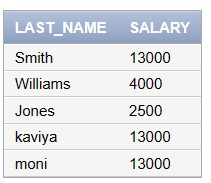 LAST_NAME SALARY
Smith 13000
Williams 4000
Jones 2500
kaviya 13000
moni 13000